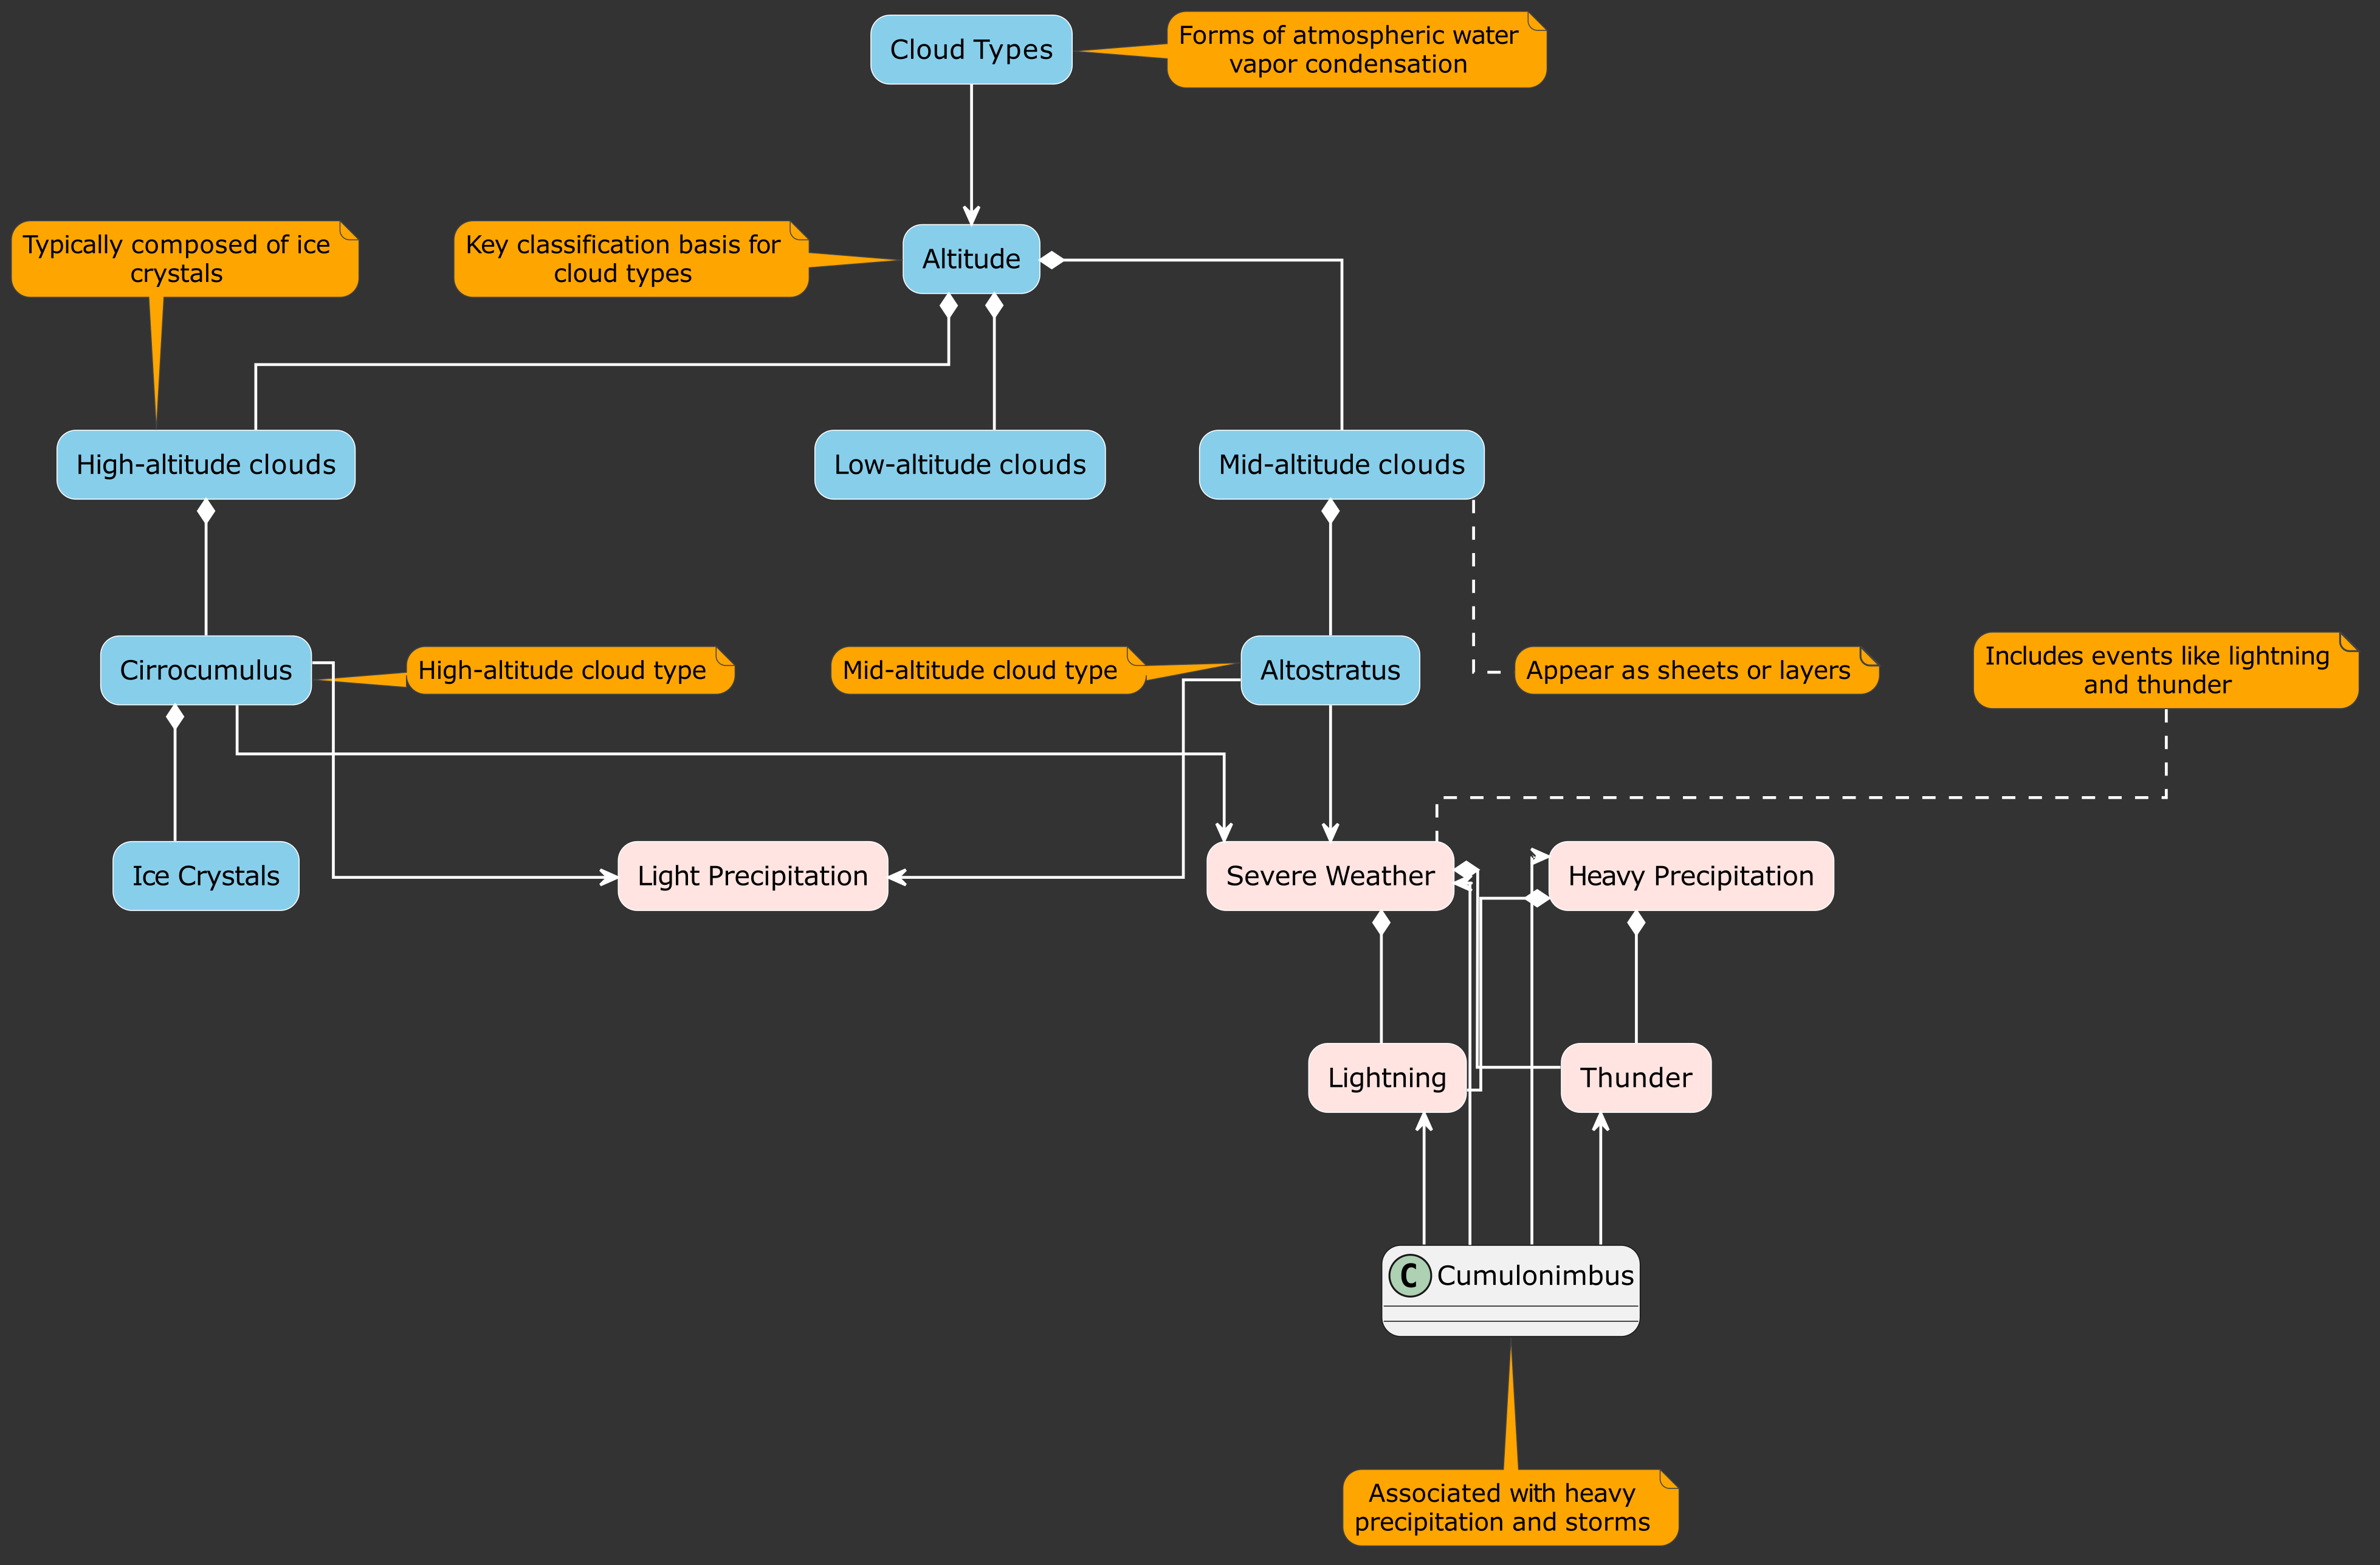 Cloud Types
Forms of atmospheric water
vapor condensation
Typically composed of ice
crystals
Key classification basis for
cloud types
Altitude
High-altitude clouds
Low-altitude clouds
Mid-altitude clouds
Cirrocumulus
High-altitude cloud type
Mid-altitude cloud type
Altostratus
Appear as sheets or layers
Includes events like lightning
and thunder
Ice Crystals
Light Precipitation
Severe Weather
Heavy Precipitation
Lightning
Thunder
C Cumulonimbus
Associated with heavy
precipitation and storms